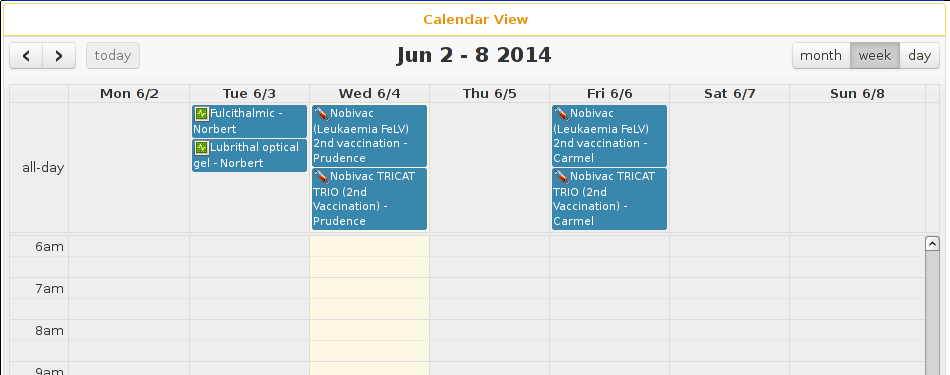 Calendar View
today
Jun 2 - 8 2014
month week day
Mon 6/2 Tue 6/3 Wed 6/4 Thu 6/5 Fri 6/6 Sat 6/7 Sun 6/8
all-day
Fulcithalmic -
Norbert
Lubrithal optical
gel - Norbert
Nobivac
(Leukaemia FeLV)
2nd vaccination -
Prudence
Nobivac TRICAT
TRIO (2nd
Vaccination) -
Prudence
Nobivac
(Leukaemia FeLV)
2nd vaccination -
Carmel
Nobivac TRICAT
TRIO (2nd
Vaccination) -
Carmel
6am
7am
8am
9am